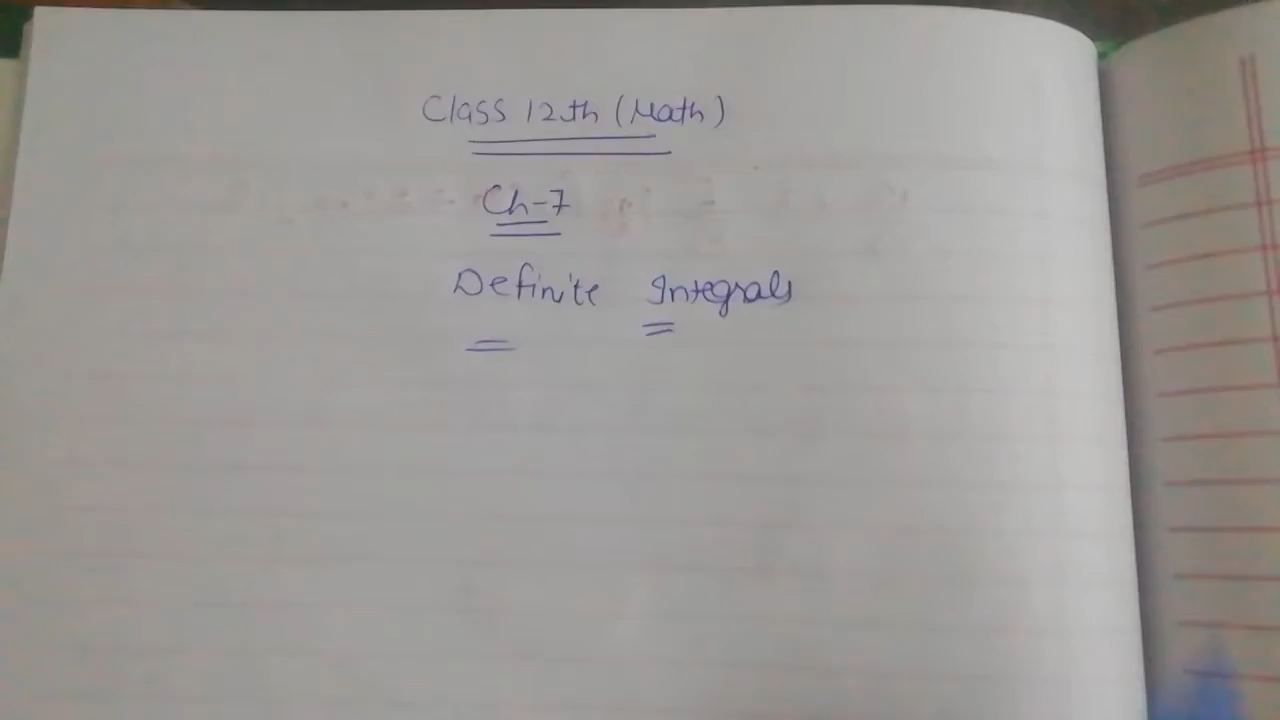 Class 12th (Math)
Ch-7
Definite Integrals